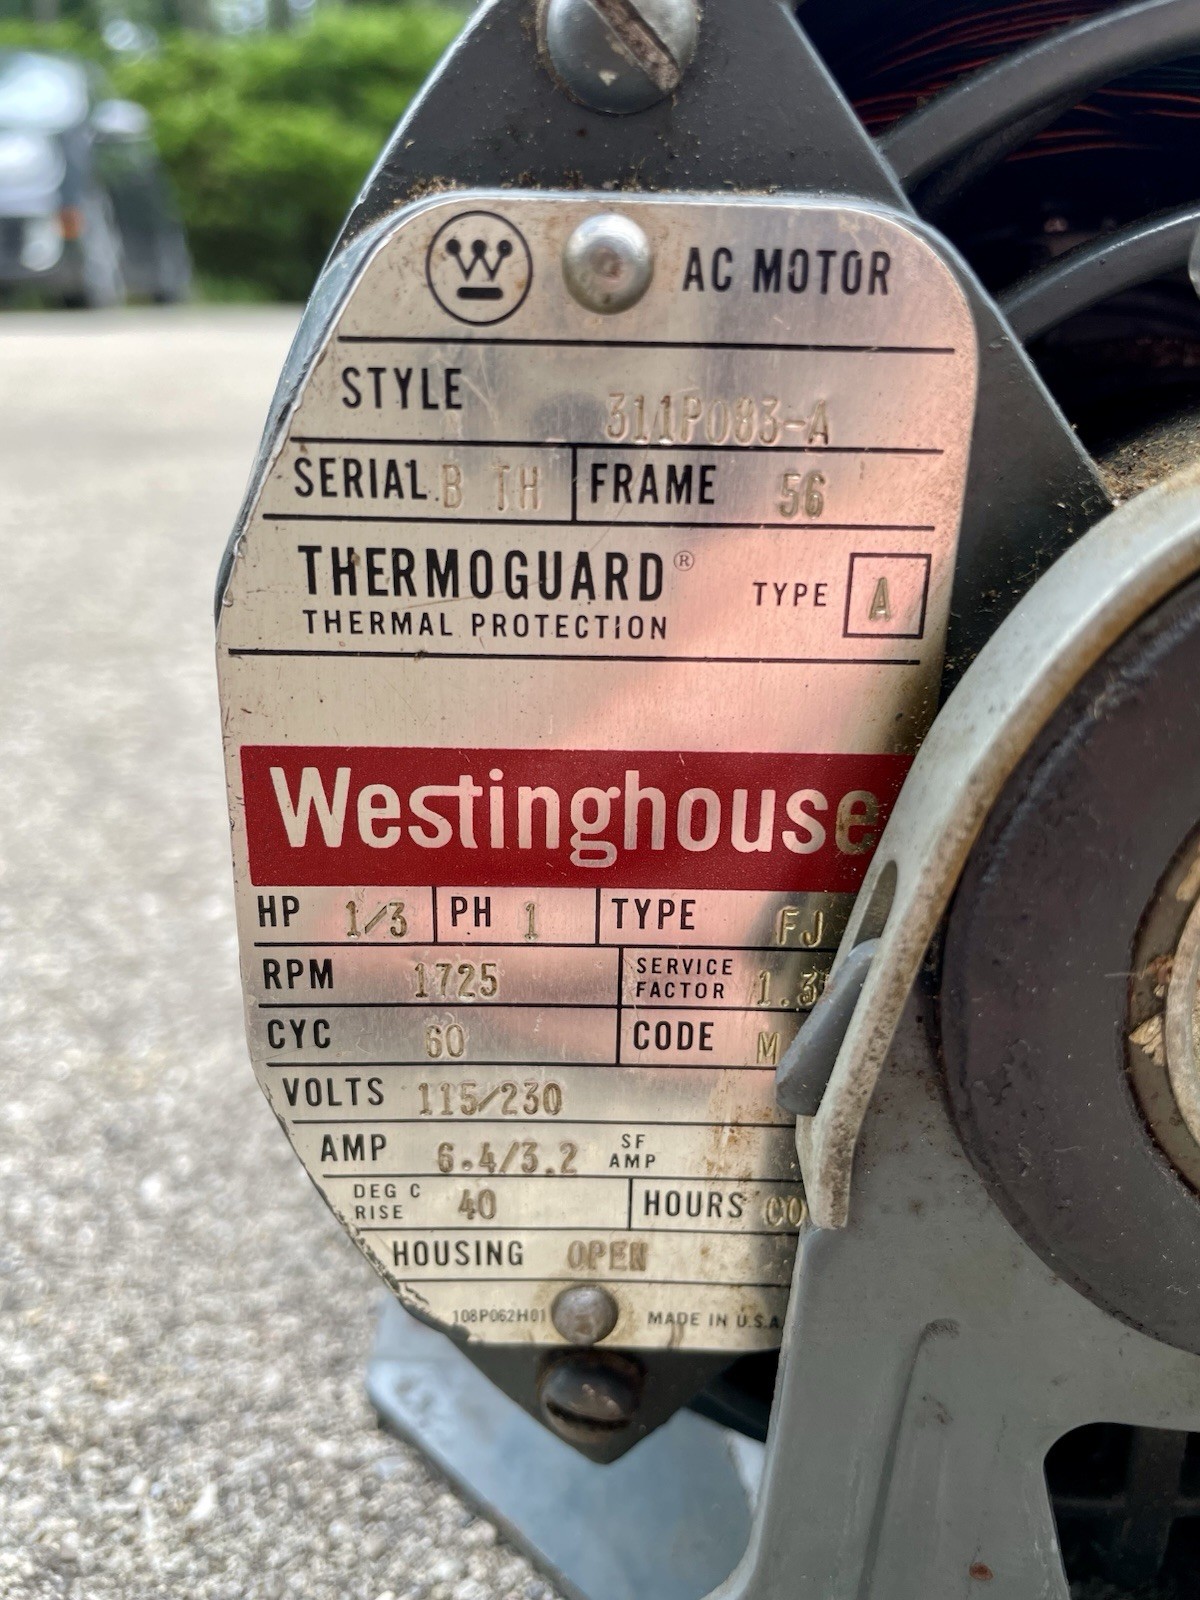 W AC MOTOR
STYLE 311P083-A
SERIAL B TH FRAME 56
THERMOGUARD® TYPE A
THERMAL PROTECTION
Westinghouse
HP 1/3 PH 1 TYPE FJ
RPM 1725 SERVICE FACTOR 1.3
CYC 60 CODE M
VOLTS 115/230
AMP 6.4/3.2 SF AMP
DEG C RISE 40 HOURS CO
HOUSING OPEN
108P062H01 MADE IN U.S.A